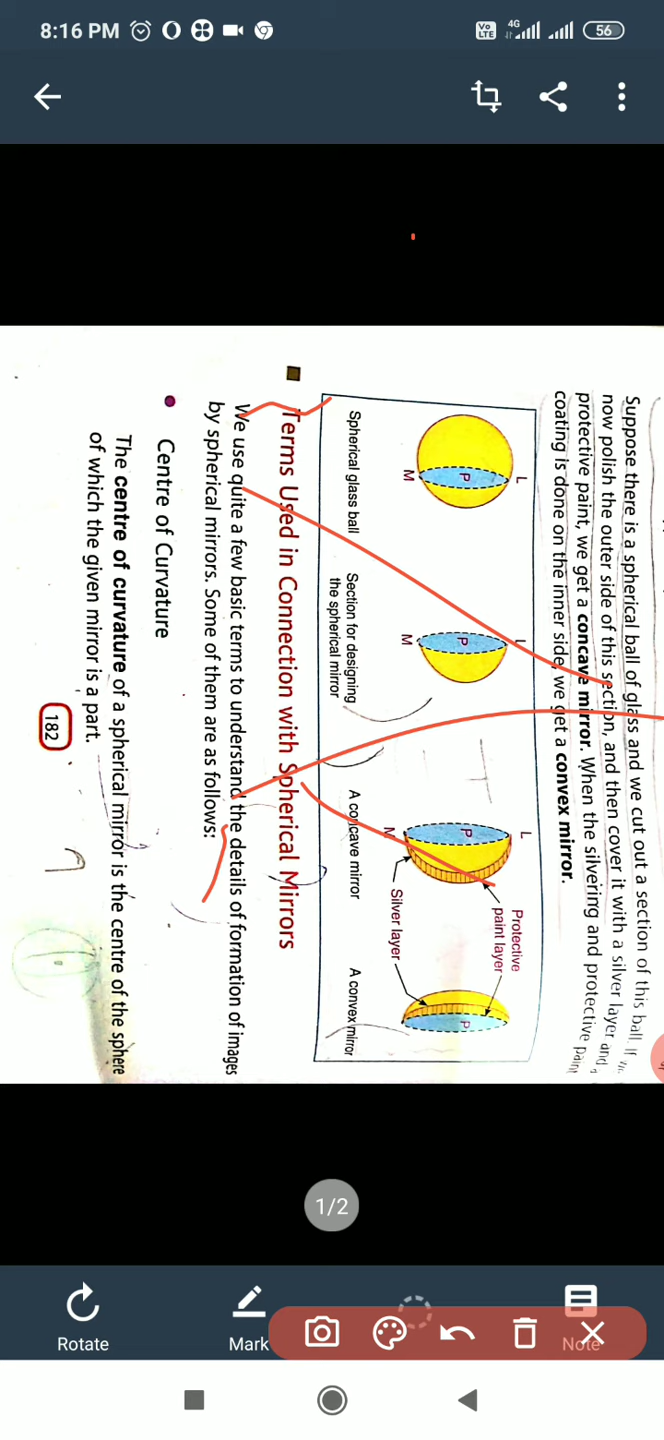 8:16 PM
Vo LTE
4G
56
Suppose there is a spherical ball of glass and we cut out a section of this ball. If
now polish the outer side of this section, and then cover it with a silver layer and
protective paint, we get a concave mirror. When the silvering and protective paint
coating is done on the inner side, we get a convex mirror.
L
P
M
L
P
M
L
P
M
P
Protective
paint layer
Silver layer
Spherical glass ball
Section for designing
the spherical mirror
A concave mirror
A convex mirror
Terms Used in Connection with Spherical Mirrors
We use quite a few basic terms to understand the details of formation of images
by spherical mirrors. Some of them are as follows:
Centre of Curvature
The centre of curvature of a spherical mirror is the centre of the sphere
of which the given mirror is a part.
182
1/2
Rotate
Mark
Note